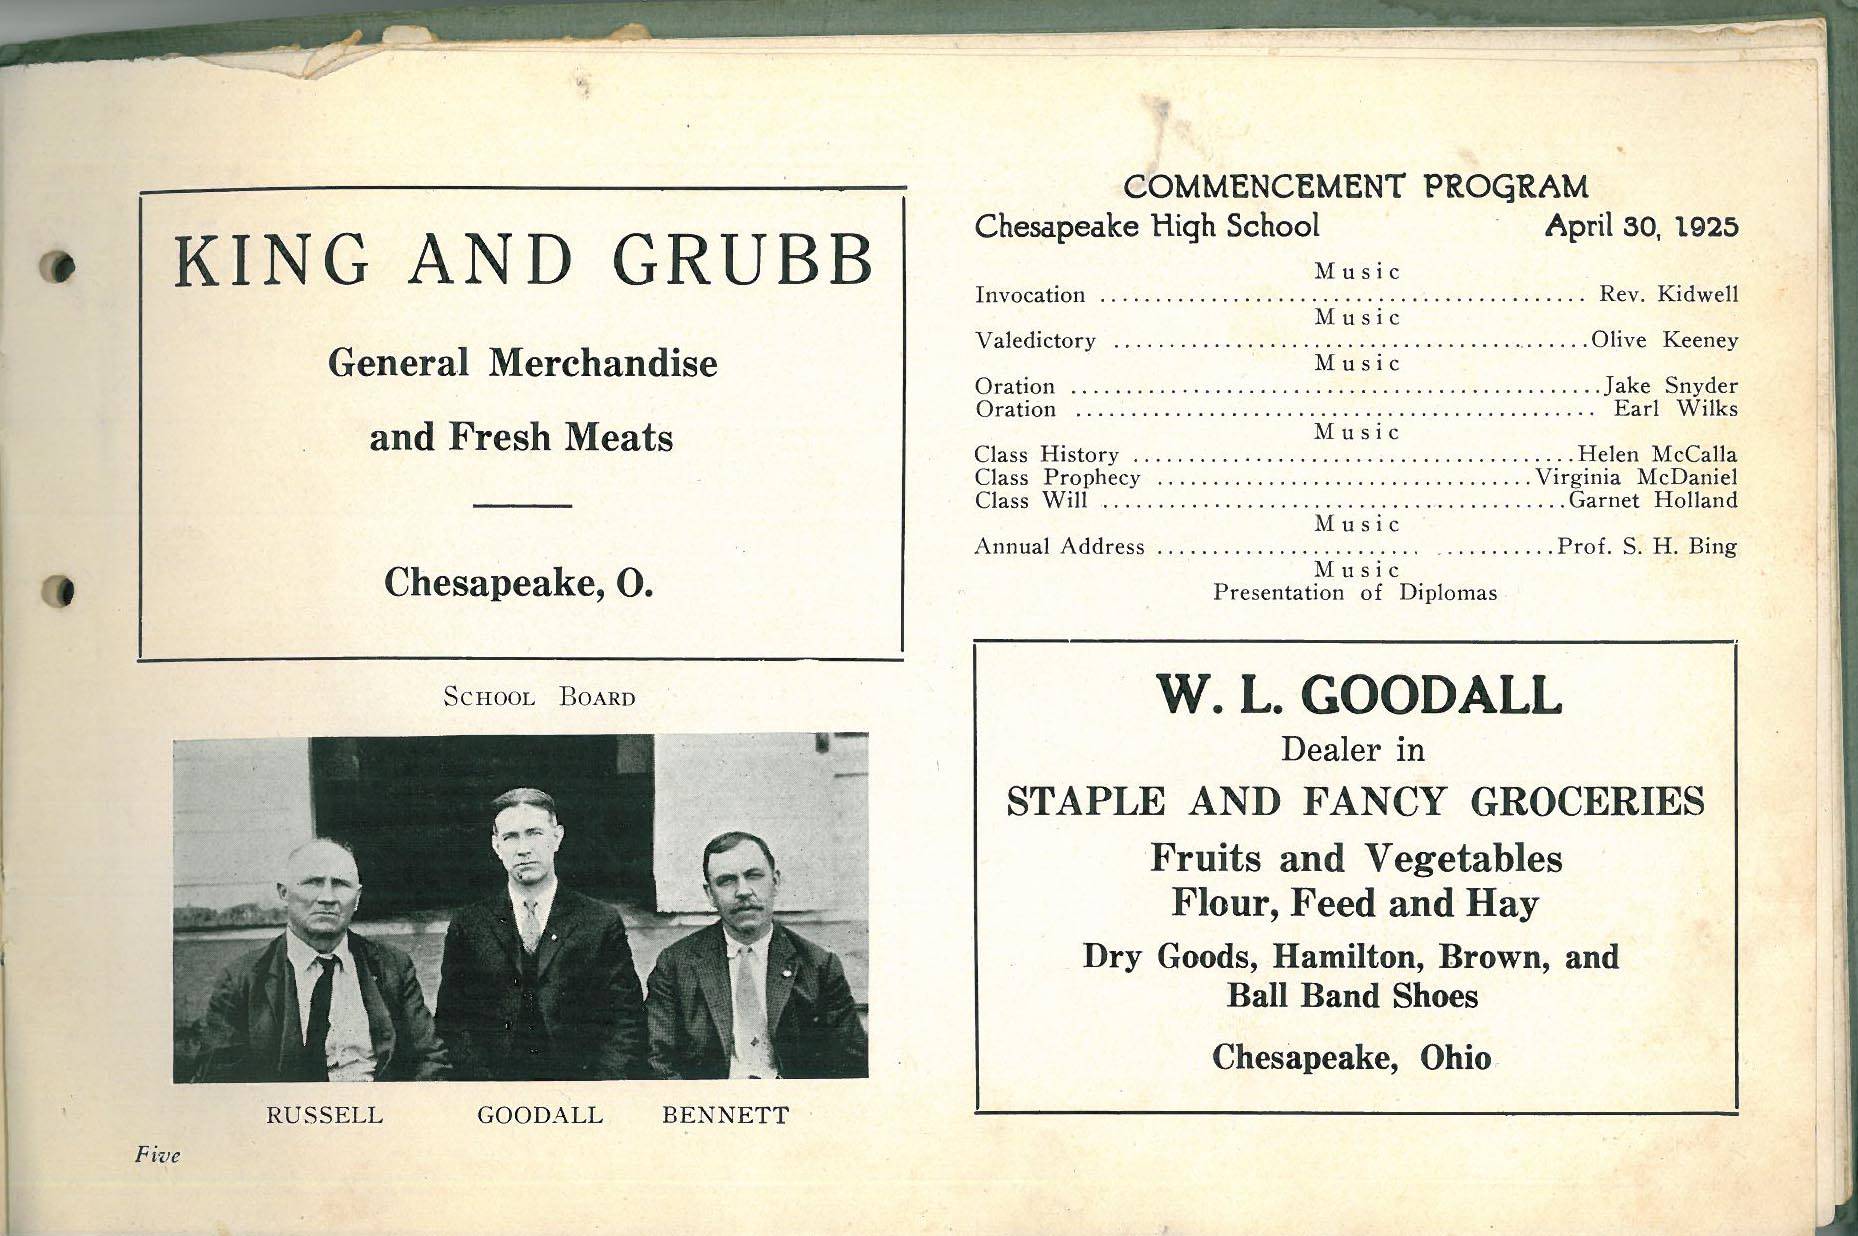 KING AND GRUBB
General Merchandise
and Fresh Meats
Chesapeake, O.
SCHOOL BOARD
RUSSELL GOODALL BENNETT
Five
COMMENCEMENT PROGRAM
Chesapeake High School April 30, 1925
Music
Invocation ............................................ Rev. Kidwell
Music
Valedictory ...........................................Olive Keeney
Music
Oration ................................................Jake Snyder
Oration ............................................... Earl Wilks
Music
Class History ........................................Helen McCalla
Class Prophecy ..................................Virginia McDaniel
Class Will ..........................................Garnet Holland
Music
Annual Address ........................ ...........Prof. S. H. Bing
Music
Presentation of Diplomas
W. L. GOODALL
Dealer in
STAPLE AND FANCY GROCERIES
Fruits and Vegetables
Flour, Feed and Hay
Dry Goods, Hamilton, Brown, and
Ball Band Shoes
Chesapeake, Ohio